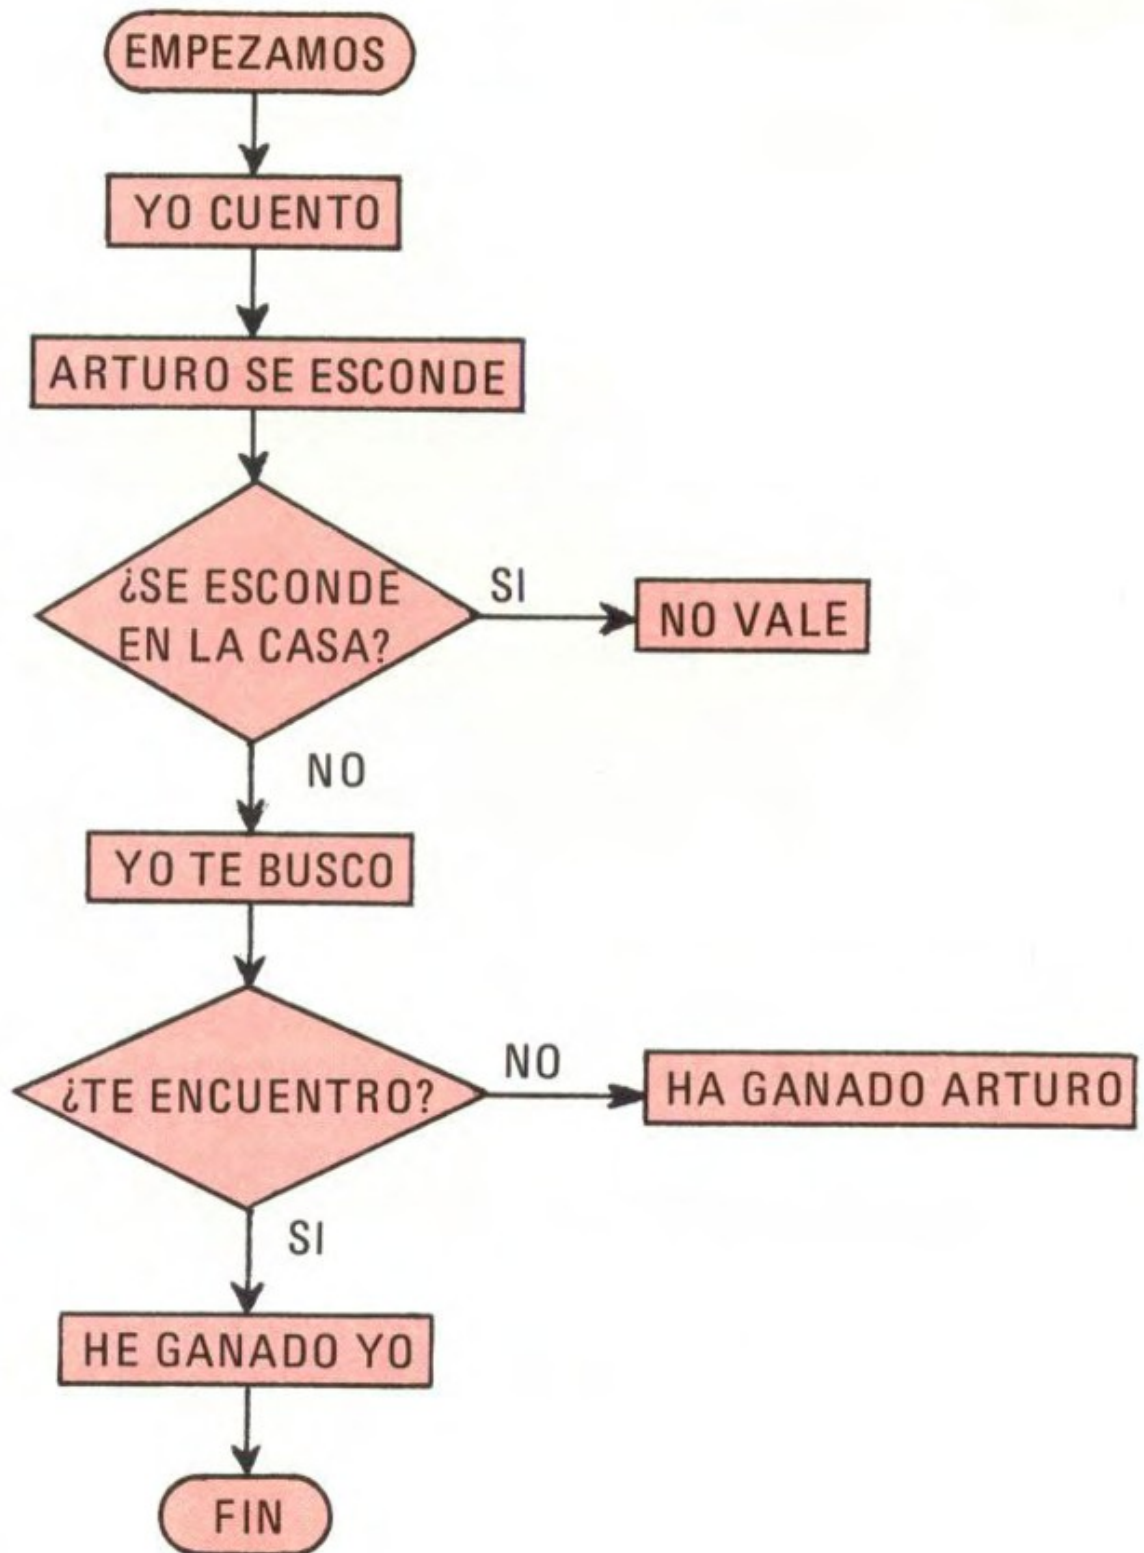 EMPEZAMOS
YO CUENTO
ARTURO SE ESCONDE
¿SE ESCONDE
EN LA CASA?
SI
NO VALE
NO
YO TE BUSCO
¿TE ENCUENTRO?
NO
HA GANADO ARTURO
SI
HE GANADO YO
FIN